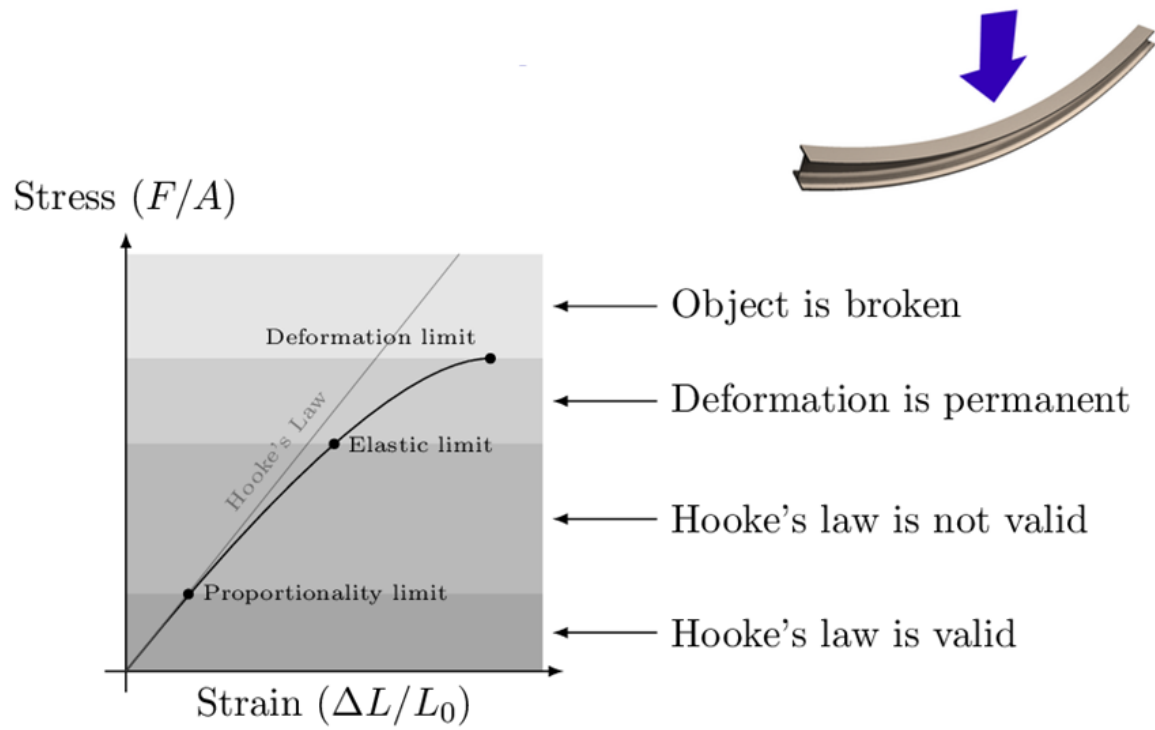 Stress (F/A)
Object is broken
Deformation limit
Deformation is permanent
Hooke's Law
Elastic limit
Hooke's law is not valid
Proportionality limit
Hooke's law is valid
Strain (ΔL/L₀)